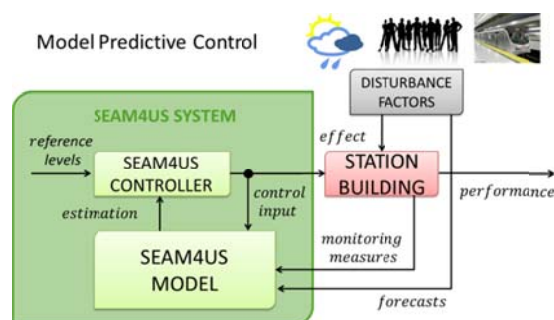 Model Predictive Control
DISTURBANCE
FACTORS
SEAM4US SYSTEM
reference
levels
SEAM4US
CONTROLLER
effect
STATION
BUILDING
performance
estimation
control
input
SEAM4US
MODEL
monitoring
measures
forecasts